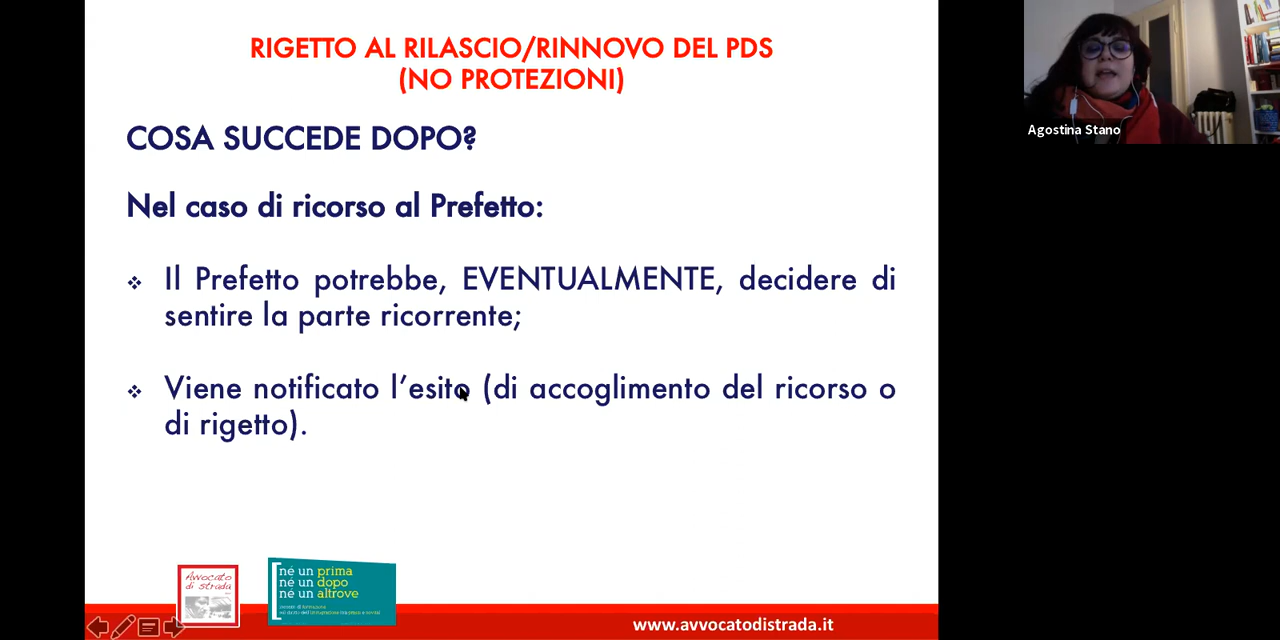 RIGETTO AL RILASCIO/RINNOVO DEL PDS
(NO PROTEZIONI)
COSA SUCCEDE DOPO?
Nel caso di ricorso al Prefetto:
Il Prefetto potrebbe, EVENTUALMENTE, decidere di
sentire la parte ricorrente;
Viene notificato l’esito (di accoglimento del ricorso o
di rigetto).
Agostina Stano
Avvocato
di strada
né un prima
né un dopo
né un altrove
www.avvocatodistrada.it